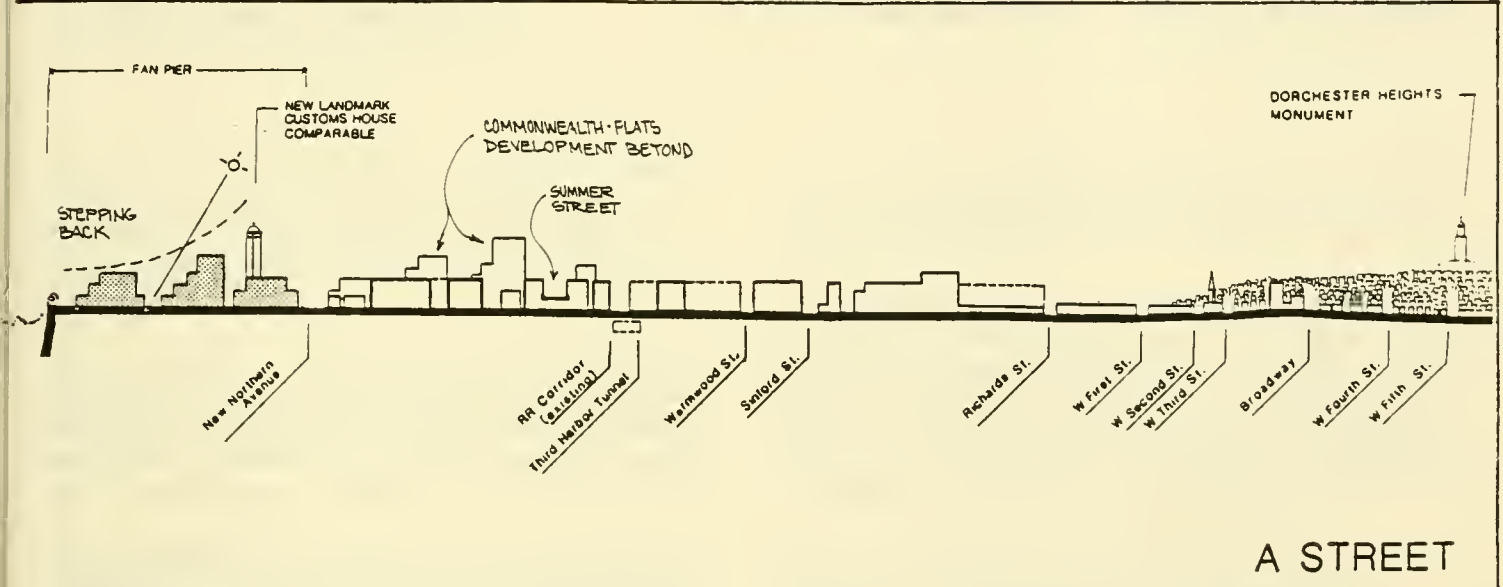 FAN PIER
NEW LANDMARK
CUSTOMS HOUSE
COMPARABLE
COMMONWEALTH-FLATS
DEVELOPMENT BEYOND
SUMMER
STREET
STEPPING
BACK
DORCHESTER HEIGHTS
MONUMENT
New Northern
Avenue
RR Corridor
(existing)
Third Harbor Tunnel
Wormwood St.
Binford St.
Richards St.
W First St.
W Second St.
W Third St.
Broadway
W Fourth St.
W Fifth St.
A STREET